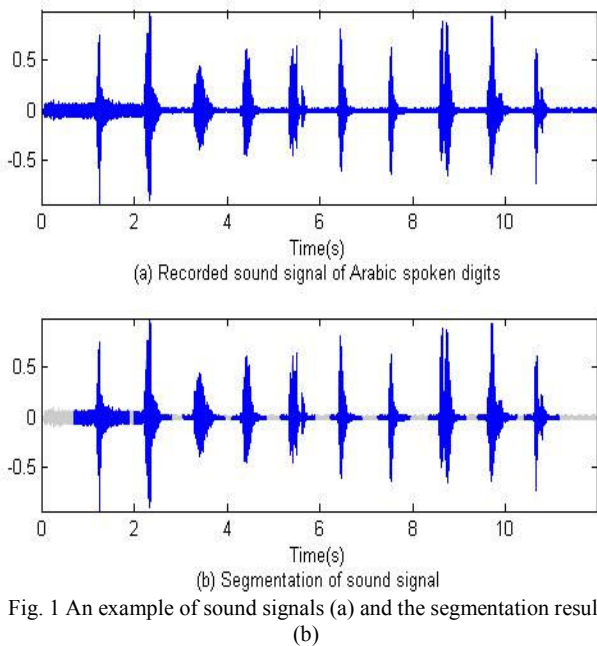 0.5
0
-0.5
0 2 4 6 8 10
Time(s)
(a) Recorded sound signal of Arabic spoken digits
0.5
0
-0.5
0 2 4 6 8 10
Time(s)
(b) Segmentation of sound signal
Fig. 1 An example of sound signals (a) and the segmentation resul
(b)